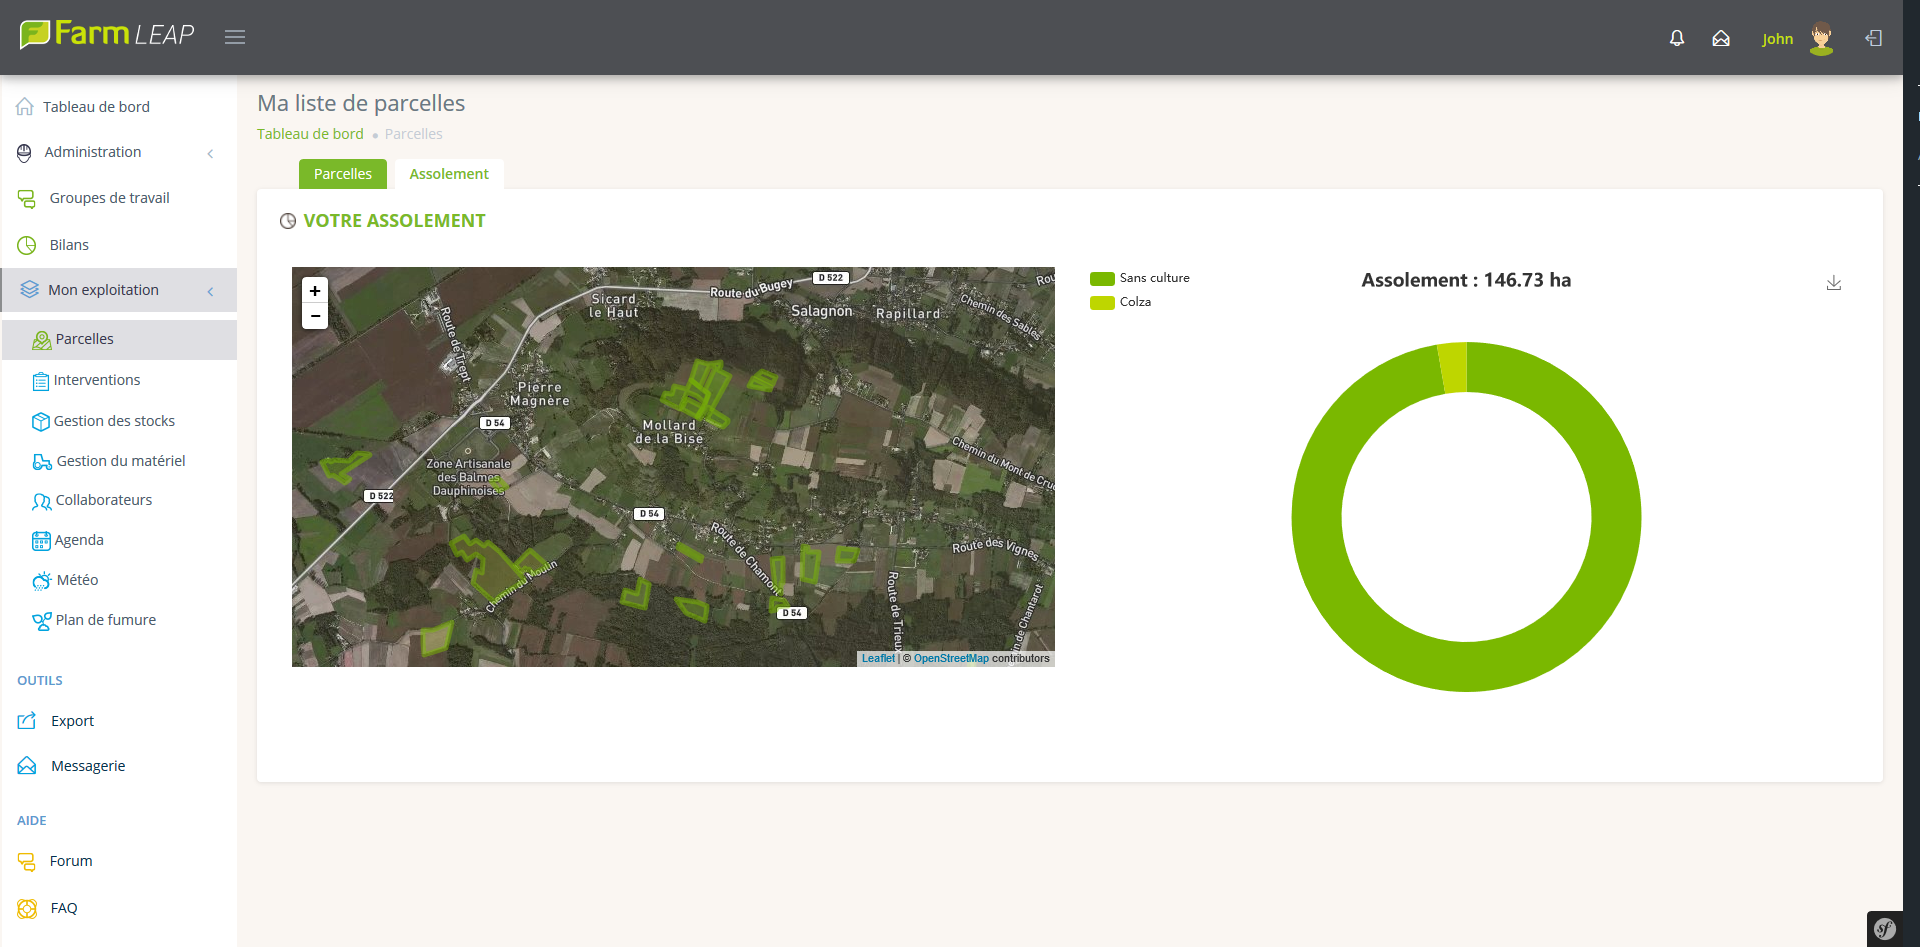 Farm LEAP
John
Tableau de bord
Administration
Groupes de travail
Bilans
Mon exploitation
Parcelles
Interventions
Gestion des stocks
Gestion du matériel
Collaborateurs
Agenda
Météo
Plan de fumure
OUTILS
Export
Messagerie
AIDE
Forum
FAQ
Ma liste de parcelles
Tableau de bord • Parcelles
Parcelles
Assolement
VOTRE ASSOLEMENT
+
−
D 522
Route du Bugey
Sicard
le Haut
Salagnon
Rapillard
Chemin des Sables
Rou
Route de Trept
Pierre
Magnère
D 54
Mollard
de la Bise
Chemin du Mont de Crue
Zone Artisanale
des Balmes
Dauphinoises
D 522
D 54
Route de Chamont
Route des Vignes
Chemin du Moulin
D 54
Route de Trieux
in de Chantarot
Leaflet | © OpenStreetMap contributors
Sans culture
Colza
Assolement : 146.73 ha
sf